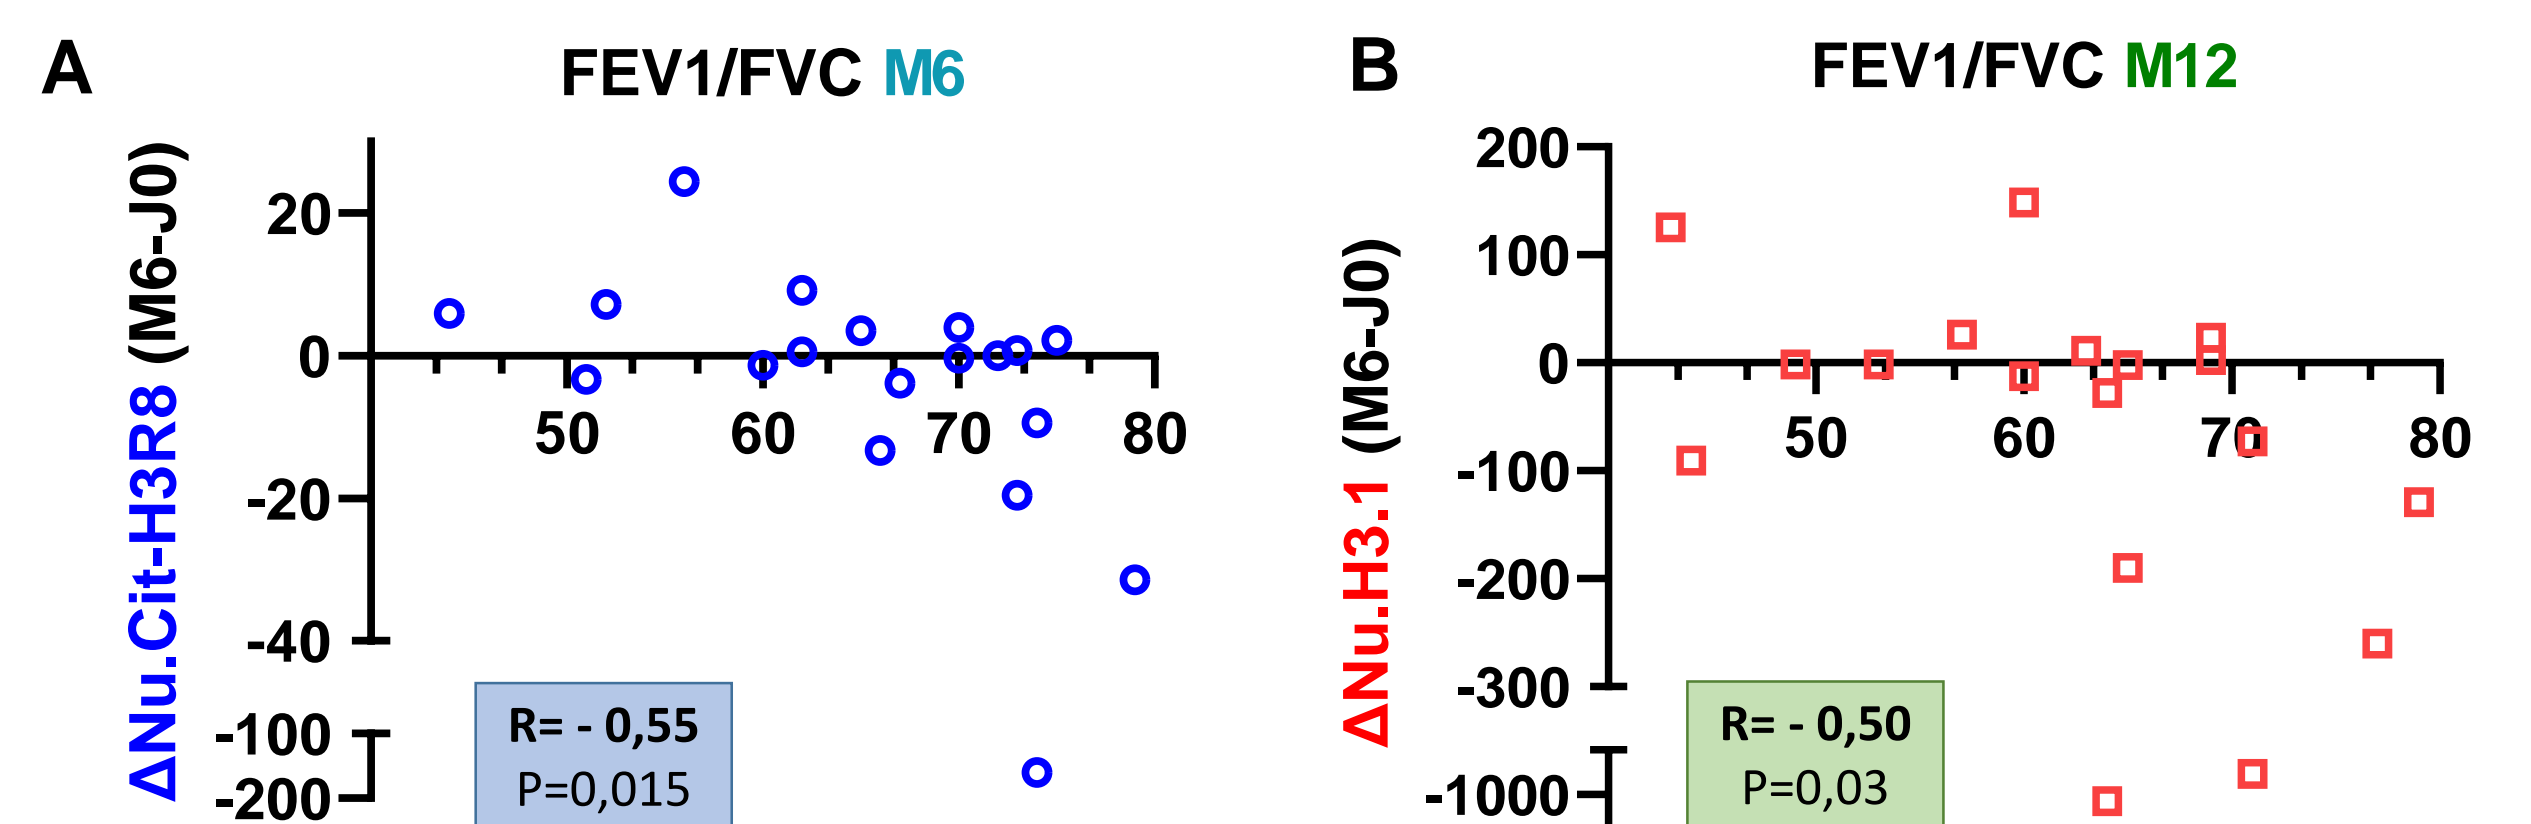 A
FEV1/FVC M6
ΔNu.Cit-H3R8 (M6-J0)
20
0
-20
-40
-100
-200
50 60 70 80
R= - 0,55
P=0,015
B
FEV1/FVC M12
ΔNu.H3.1 (M6-J0)
200
100
0
-100
-200
-300
-1000
50 60 70 80
R= - 0,50
P=0,03